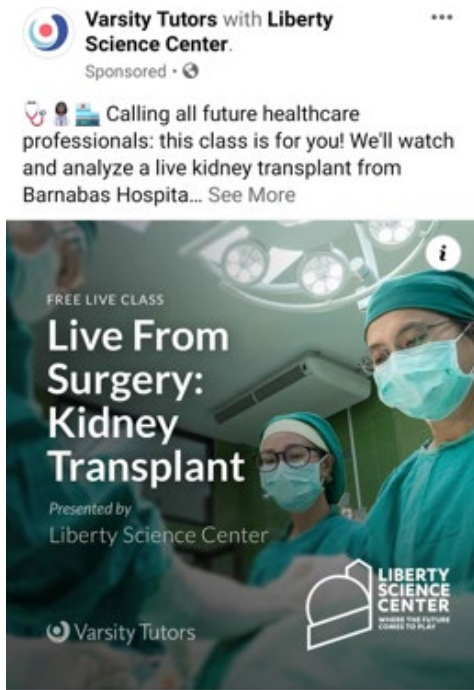 Varsity Tutors with Liberty
Science Center.
Sponsored ·
🩺👩🏿‍⚕️🏥 Calling all future healthcare
professionals: this class is for you! We'll watch
and analyze a live kidney transplant from
Barnabas Hospita... See More
i
FREE LIVE CLASS
Live From
Surgery:
Kidney
Transplant
Presented by
Liberty Science Center
LIBERTY
SCIENCE
CENTER
WHERE THE FUTURE
COMES TO PLAY
Varsity Tutors